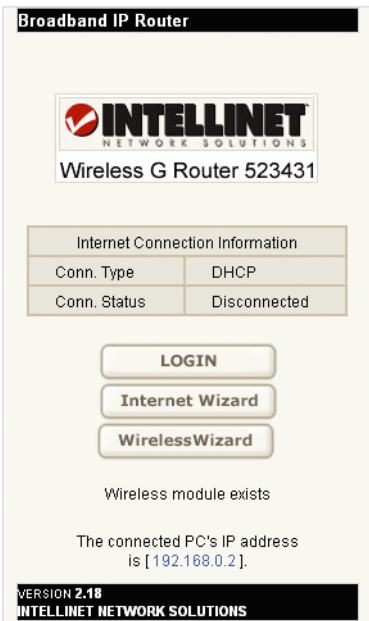 Broadband IP Router
INTELLINET
NETWORK SOLUTIONS
Wireless G Router 523431
Internet Connection Information
Conn. Type DHCP
Conn. Status Disconnected
LOGIN
Internet Wizard
WirelessWizard
Wireless module exists
The connected PC's IP address
is [ 192.168.0.2 ].
VERSION 2.18
INTELLINET NETWORK SOLUTIONS